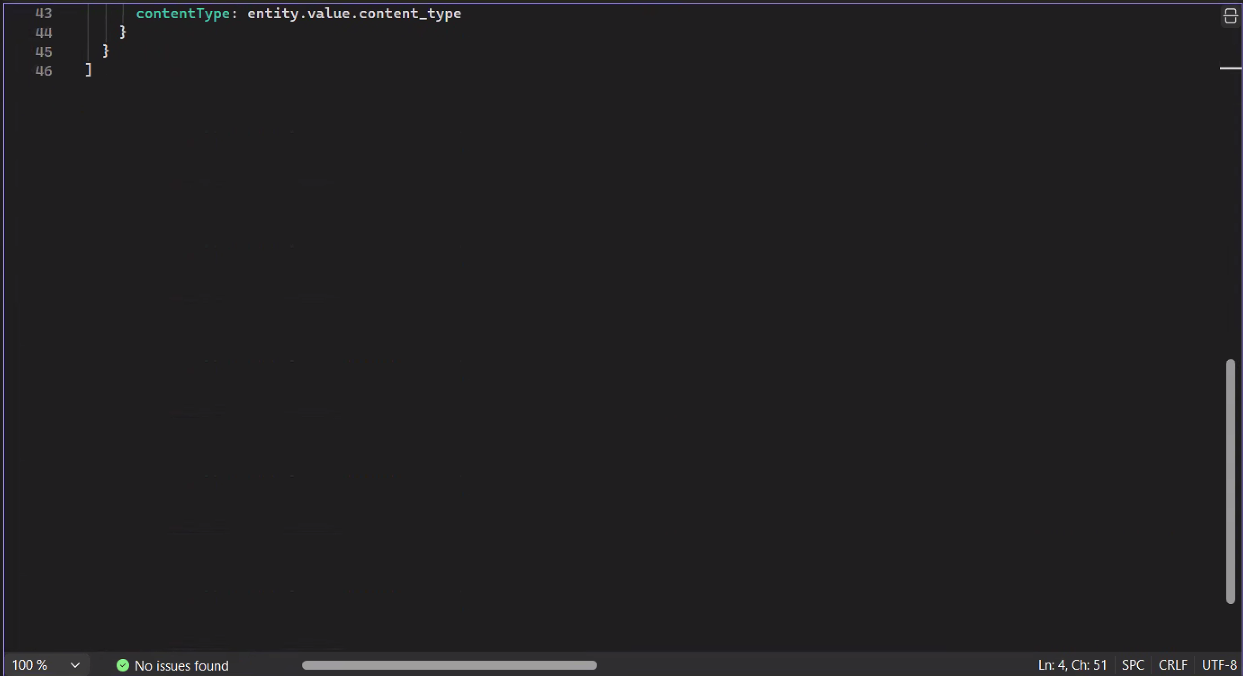 43 contentType: entity.value.content_type
44 }
45 }
46 ]
100 % No issues found Ln: 4, Ch: 51 SPC CRLF UTF-8